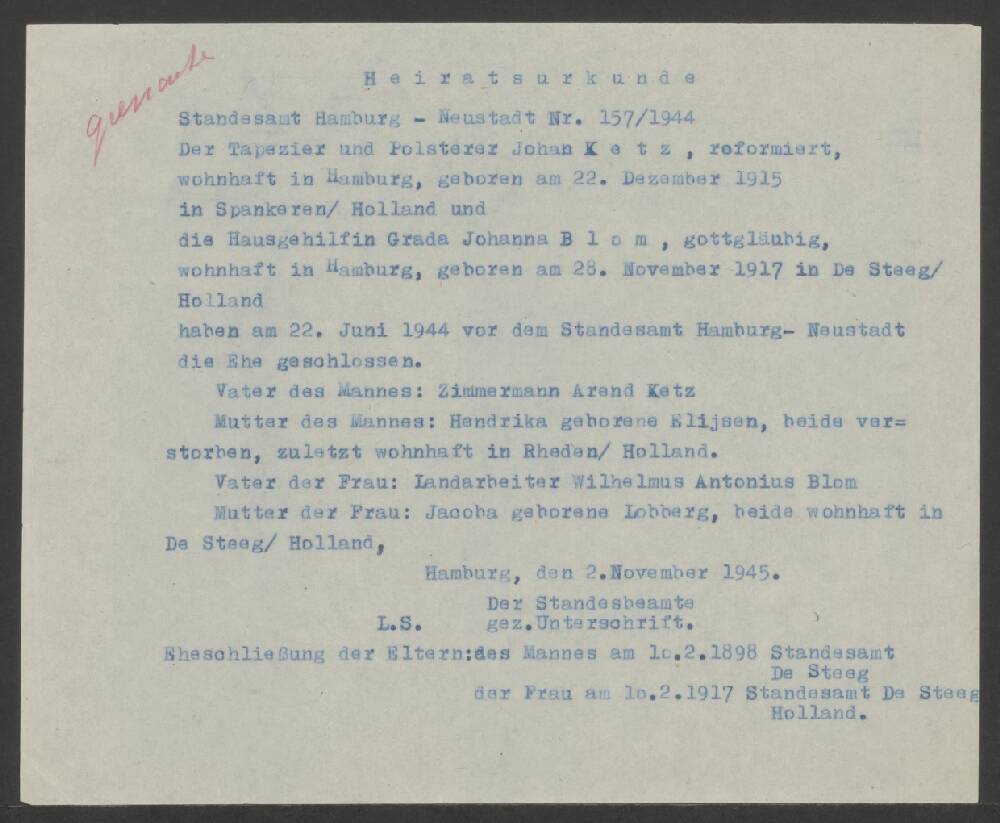 Heiratsurkunde
Standesamt Hamburg - Neustadt Nr. 157/1944
Der Tapezier und Polsterer Johan K e t z , reformiert,
wohnhaft in Hamburg, geboren am 22. Dezember 1915
in Spankeren/ Holland und
die Hausgehilfin Grada Johanna B l o m , gottgläubig,
wohnhaft in Hamburg, geboren am 28. November 1917 in De Steeg/
Holland
haben am 22. Juni 1944 vor dem Standesamt Hamburg- Neustadt
die Ehe geschlossen.
Vater des Mannes: Zimmermann Arend Ketz
Mutter des Mannes: Hendrika geborene Elijsen, beide ver=
storben, zuletzt wohnhaft in Rheden/ Holland.
Vater der Frau: Landarbeiter Wilhelmus Antonius Blom
Mutter der Frau: Jacoba geborene Lobberg, beide wohnhaft in
De Steeg/ Holland,
Hamburg, den 2.November 1945.
Der Standesbeamte
L.S. gez.Unterschrift.
Eheschließung der Eltern:des Mannes am 1o.2.1898 Standesamt
De Steeg
der Frau am 1o.2.1917 Standesamt De Steeg
Holland.